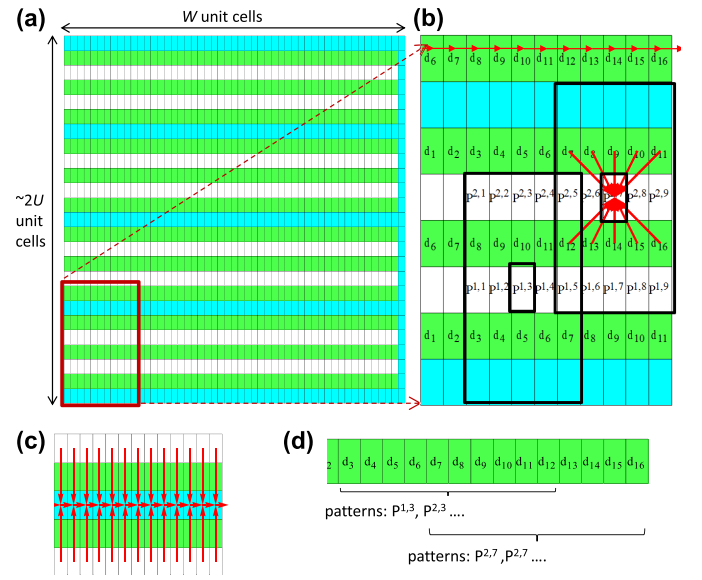 (a)
W unit cells
(b)
~2U
unit
cells
d6 d7 d8 d9 d10 d11 d12 d13 d14 d15 d16
d1 d2 d3 d4 d5 d6 d7 d8 d9 d10 d11
P2,1 P2,2 P2,3 P2,4 P2,5 P2,6 P2,8 P2,9
d6 d7 d8 d9 d10 d11 d12 d13 d14 d15 d16
P1,1 P1,2 P1,3 P1,4 P1,5 P1,6 P1,7 P1,8 P1,9
d1 d2 d3 d4 d5 d6 d7 d8 d9 d10 d11
(c)
(d)
2 d3 d4 d5 d6 d7 d8 d9 d10 d11 d12 d13 d14 d15 d16
patterns: P1,3, P2,3 ....
patterns: P2,7 ,P2,7 ....